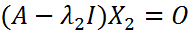 (A − λ₂I)X₂ = O